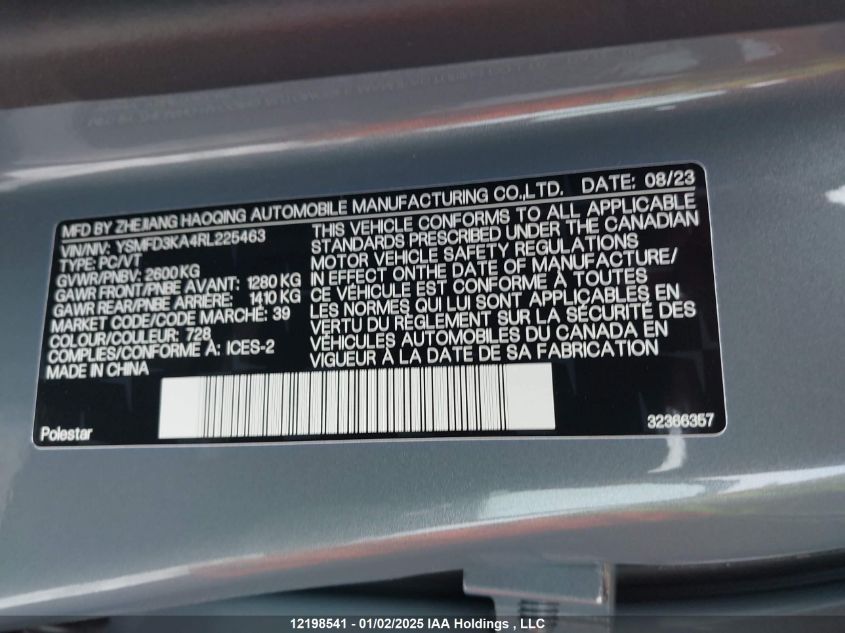 MFD BY ZHEJIANG HAOQING AUTOMOBILE MANUFACTURING CO.,LTD. DATE: 08/23
VIN/NIV: YSMFD3KA4RL225463
TYPE: PC/VT
GVWR/PNBV: 2600 KG
GAWR FRONT/PNBE AVANT: 1280 KG
GAWR REAR/PNBE ARRIÈRE: 1410 KG
MARKET CODE/CODE MARCHÉ: 39
COLOUR/COULEUR: 728
COMPLIES/CONFORME À: ICES-2
MADE IN CHINA
THIS VEHICLE CONFORMS TO ALL APPLICABLE
STANDARDS PRESCRIBED UNDER THE CANADIAN
MOTOR VEHICLE SAFETY REGULATIONS
IN EFFECT ONTHE DATE OF MANUFACTURE/
CE VÉHICULE EST CONFORME À TOUTES
LES NORMES QUI LUI SONT APPLICABLES EN
VERTU DU RÈGLEMENT SUR LA SÉCURITÉ DES
VÉHICULES AUTOMOBILES DU CANADA EN
VIGUEUR À LA DATE DE SA FABRICATION
Polestar
32366357
12198541 - 01/02/2025 IAA Holdings , LLC